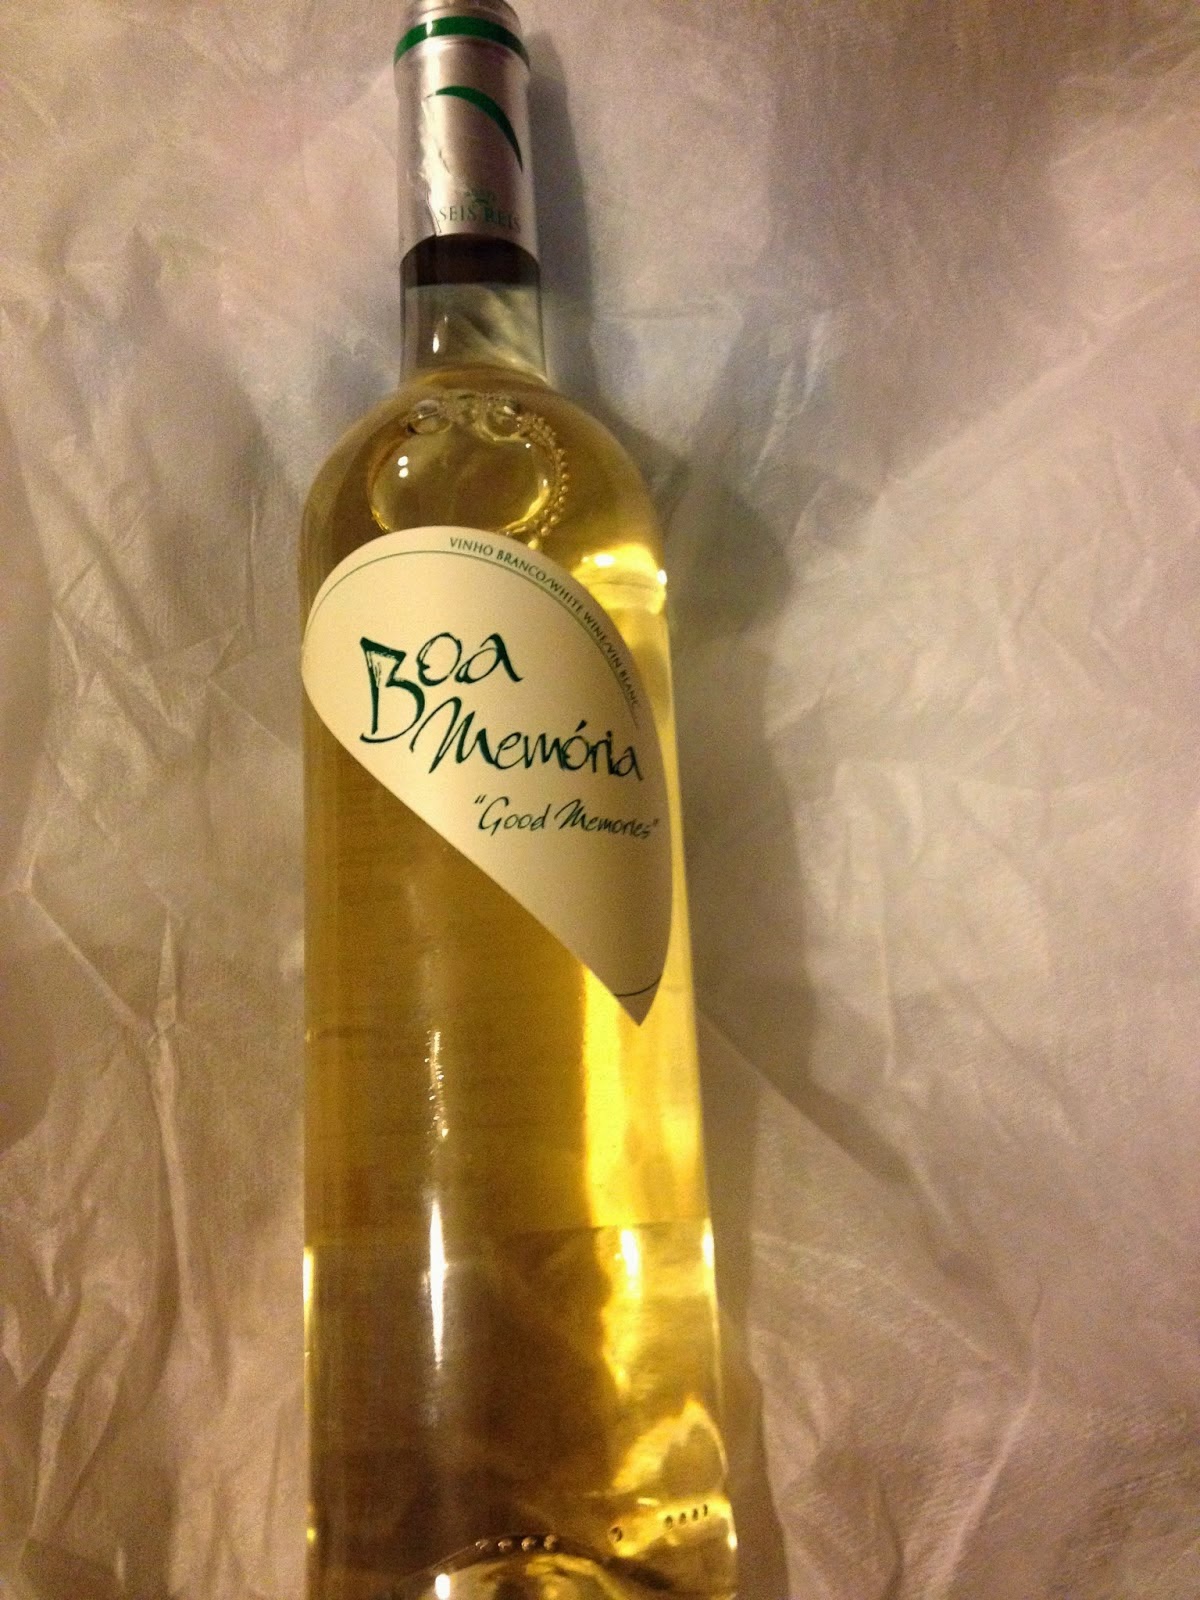 SEIS REIS
VINHO BRANCO/WHITE WINE/VIN BLANC
Boa
Memória
"Good Memories"